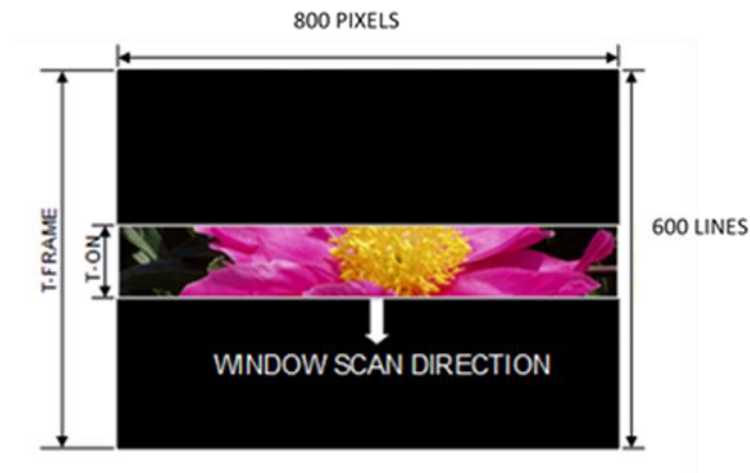 800 PIXELS
T-FRAME
T-ON
600 LINES
WINDOW SCAN DIRECTION